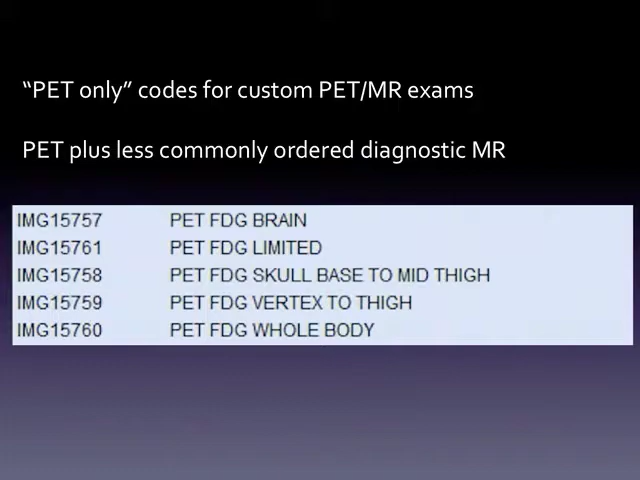 “PET only” codes for custom PET/MR exams
PET plus less commonly ordered diagnostic MR
IMG15757 PET FDG BRAIN
IMG15761 PET FDG LIMITED
IMG15758 PET FDG SKULL BASE TO MID THIGH
IMG15759 PET FDG VERTEX TO THIGH
IMG15760 PET FDG WHOLE BODY